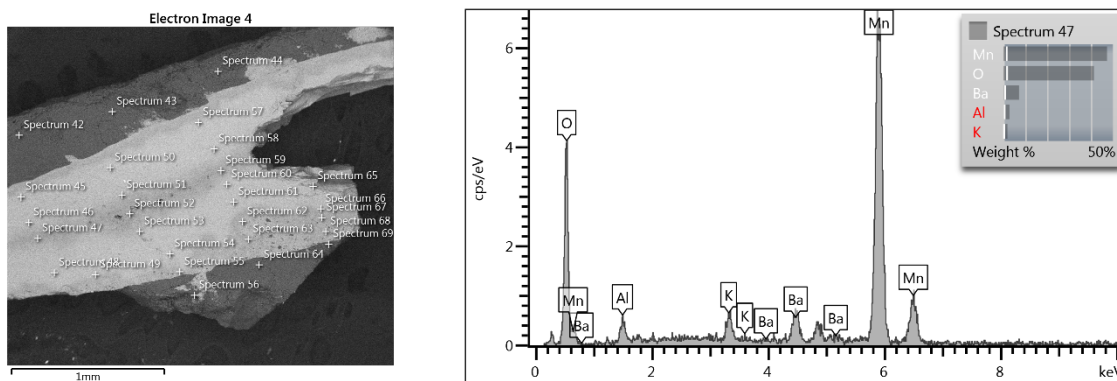 Electron Image 4
Spectrum 44
Spectrum 43
Spectrum 42
Spectrum 57
Spectrum 58
Spectrum 50
Spectrum 59
Spectrum 60
Spectrum 65
Spectrum 45
Spectrum 51
Spectrum 61
Spectrum 66
Spectrum 46
Spectrum 52
Spectrum 67
Spectrum 47
Spectrum 53
Spectrum 62
Spectrum 68
Spectrum 63
Spectrum 69
Spectrum 54
Spectrum 64
Spectrum 48
Spectrum 49
Spectrum 55
Spectrum 56
1mm
cps/eV
6
4
2
0
O
Mn
Ba
Al
K
K
Ba
Ba
Ba
Mn
Mn
0 2 4 6 8 keV
Spectrum 47
Mn
O
Ba
Al
K
Weight % 50%